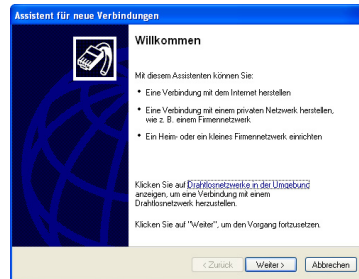 Assistent für neue Verbindungen
Willkommen
Mit diesem Assistenten können Sie:
• Eine Verbindung mit dem Internet herstellen
• Eine Verbindung mit einem privaten Netzwerk herstellen,
wie z. B. einem Firmennetzwerk
• Ein Heim- oder ein kleines Firmennetzwerk einrichten
Klicken Sie auf Drahtlosnetzwerke in der Umgebung
anzeigen, um eine Verbindung mit einem
Drahtlosnetzwerk herzustellen.
Klicken Sie auf "Weiter", um den Vorgang fortzusetzen.
< Zurück Weiter > Abbrechen